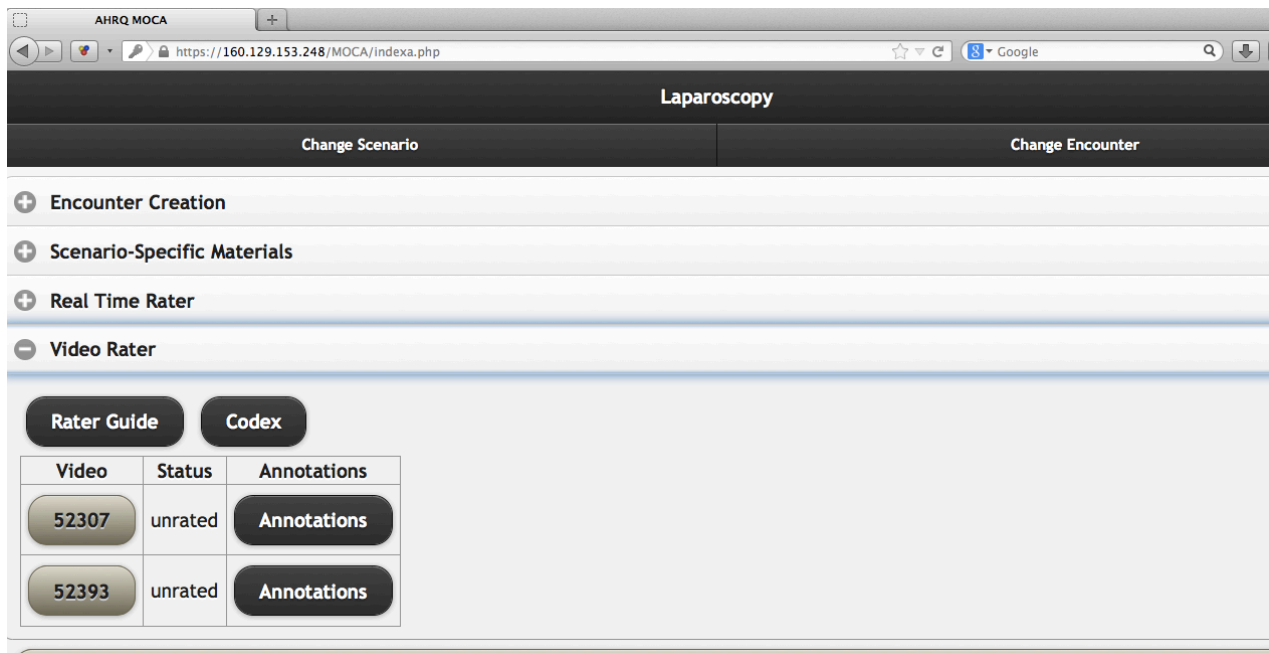 AHRQ MOCA
https://160.129.153.248/MOCA/indexa.php Google
Laparoscopy
Change Scenario Change Encounter
Encounter Creation
Scenario-Specific Materials
Real Time Rater
Video Rater
Rater Guide Codex
Video Status Annotations
52307 unrated Annotations
52393 unrated Annotations